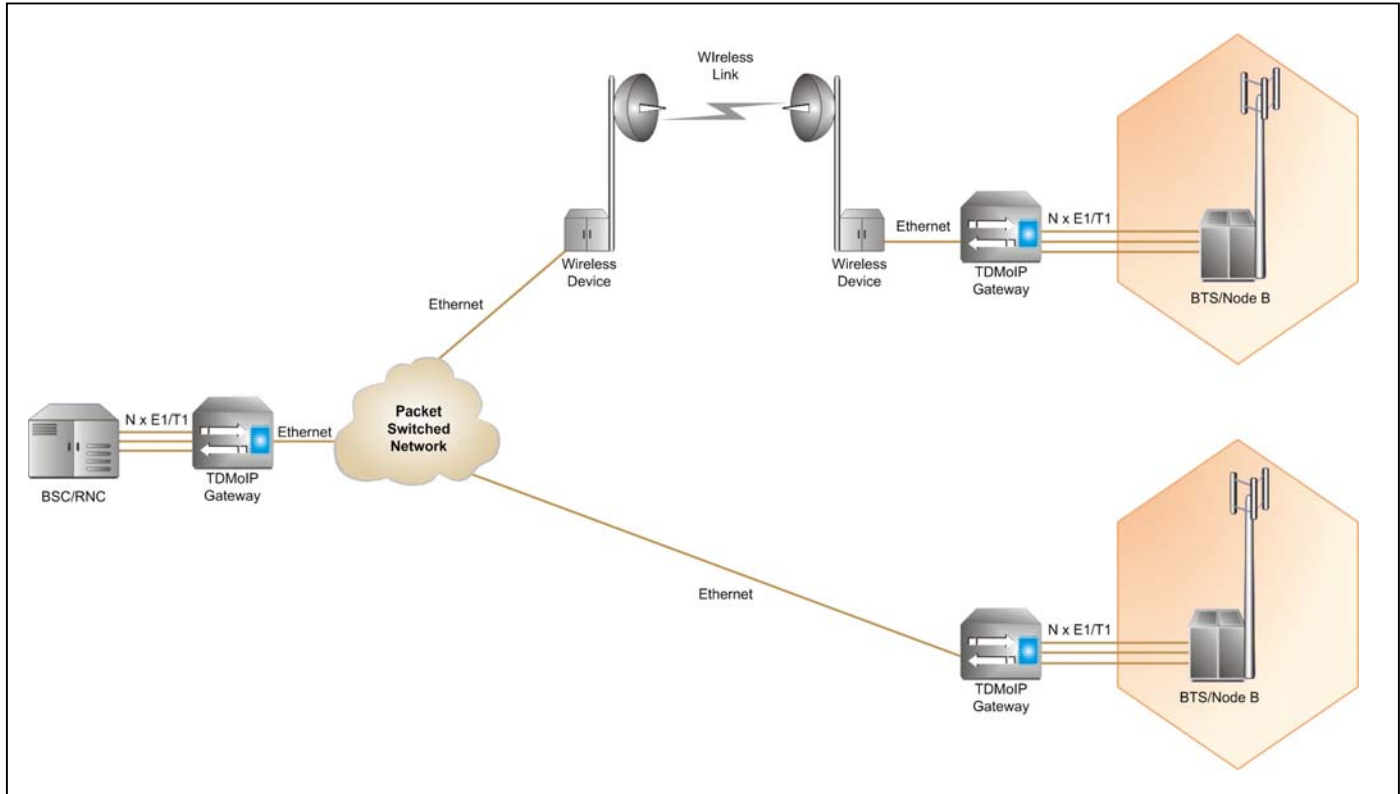 WIreless
Link
Wireless
Device
Wireless
Device
Ethernet
TDMoIP
Gateway
N x E1/T1
BTS/Node B
Ethernet
BSC/RNC
N x E1/T1
TDMoIP
Gateway
Ethernet
Packet
Switched
Network
Ethernet
TDMoIP
Gateway
N x E1/T1
BTS/Node B